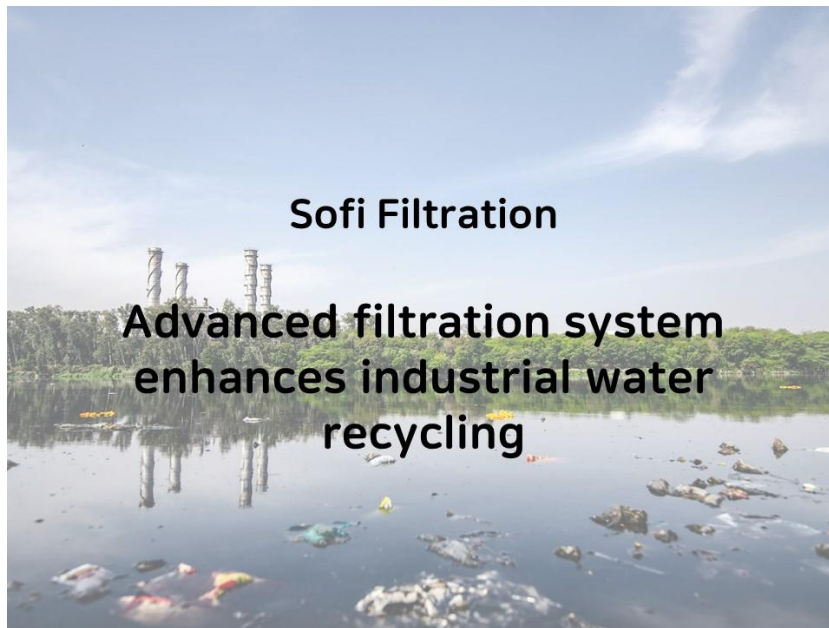 Sofi Filtration
Advanced filtration system
enhances industrial water
recycling